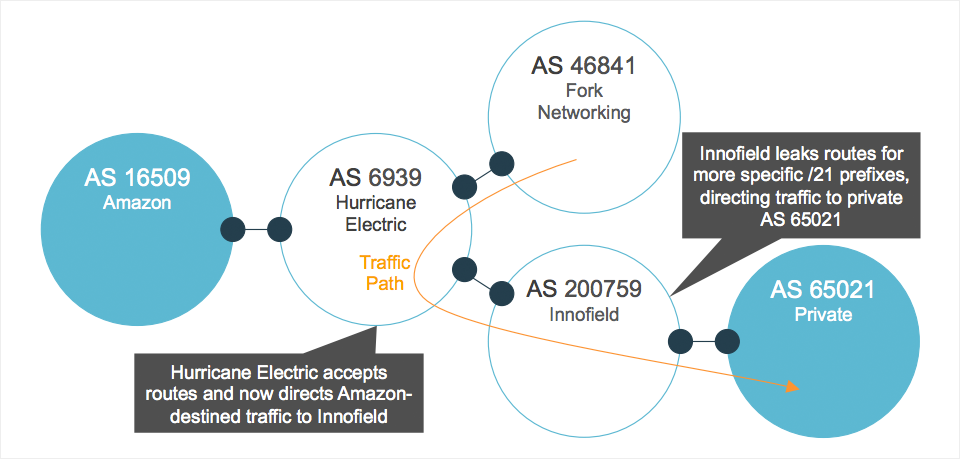 AS 46841
Fork
Networking
AS 16509
Amazon
AS 6939
Hurricane
Electric
Traffic
Path
Innofield leaks routes for
more specific /21 prefixes,
directing traffic to private
AS 65021
AS 200759
Innofield
AS 65021
Private
Hurricane Electric accepts
routes and now directs Amazon-
destined traffic to Innofield